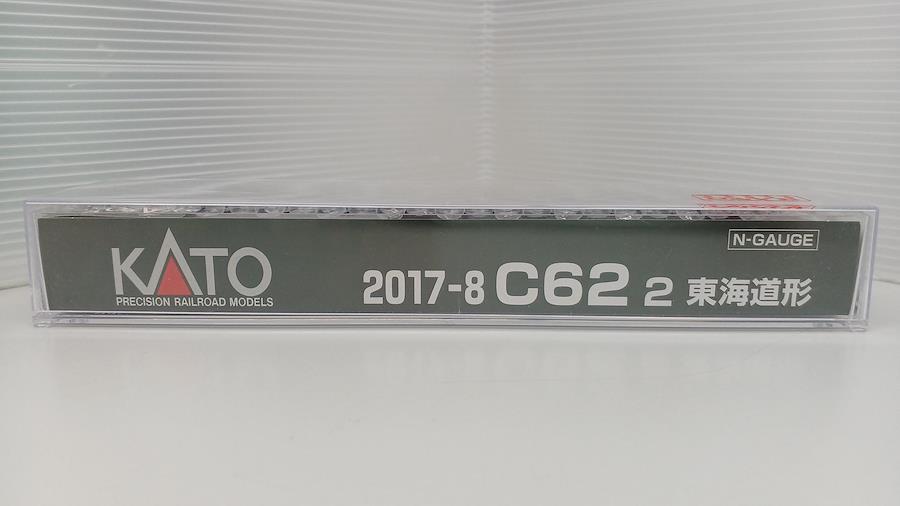 KATO
PRECISION RAILROAD MODELS
2017-8 C62 2 東海道形
N-GAUGE